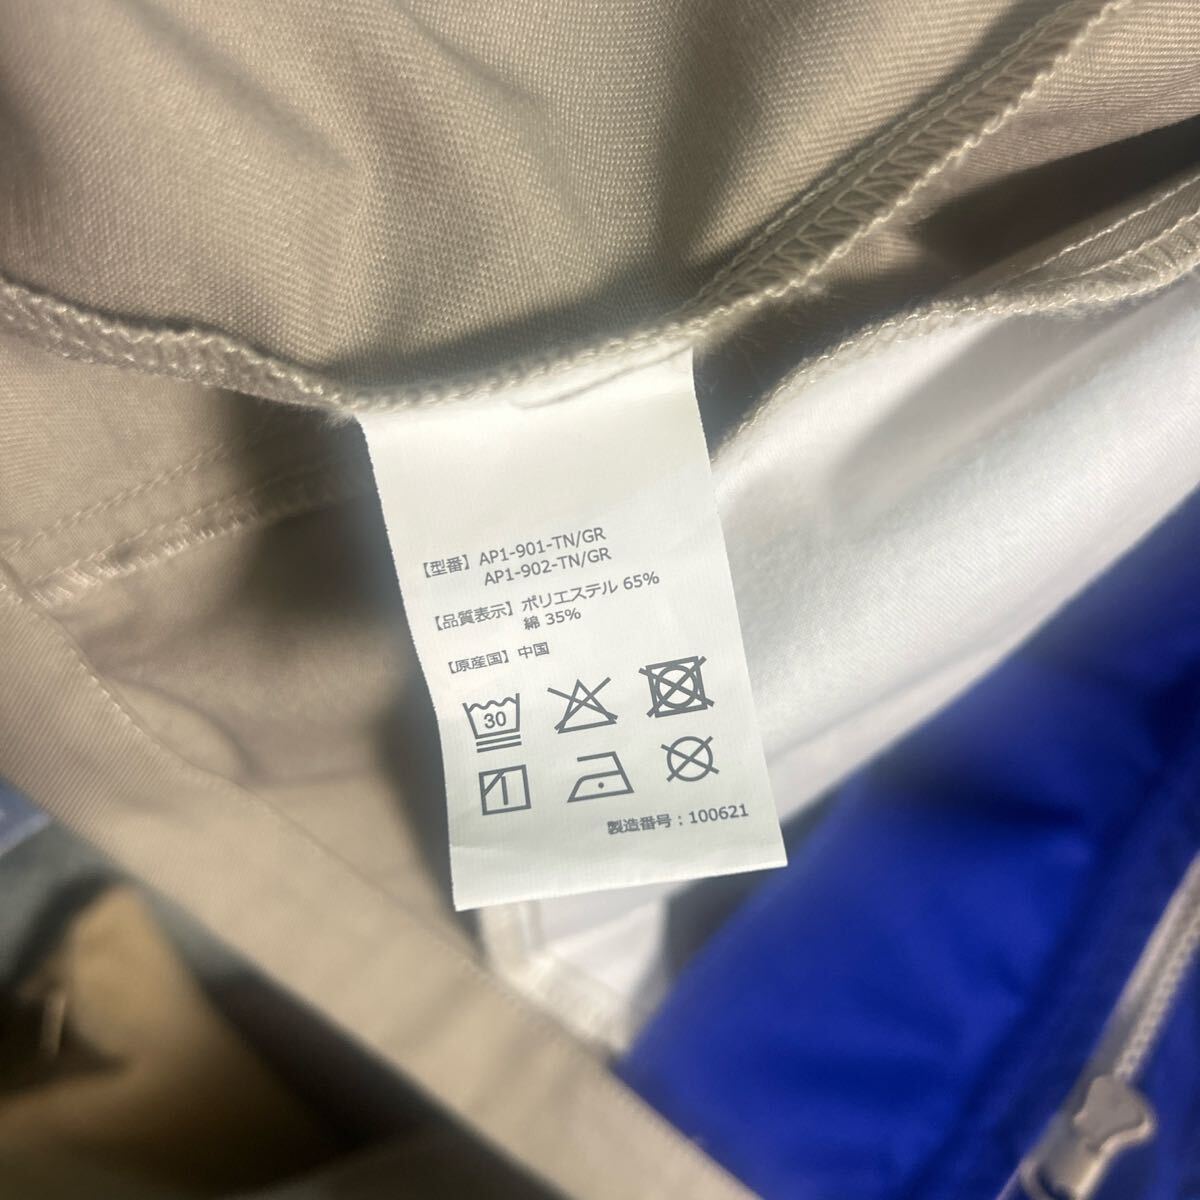 【型番】AP1-901-TN/GR
AP1-902-TN/GR
【品質表示】ポリエステル 65%
綿 35%
【原産国】中国
30
製造番号：100621